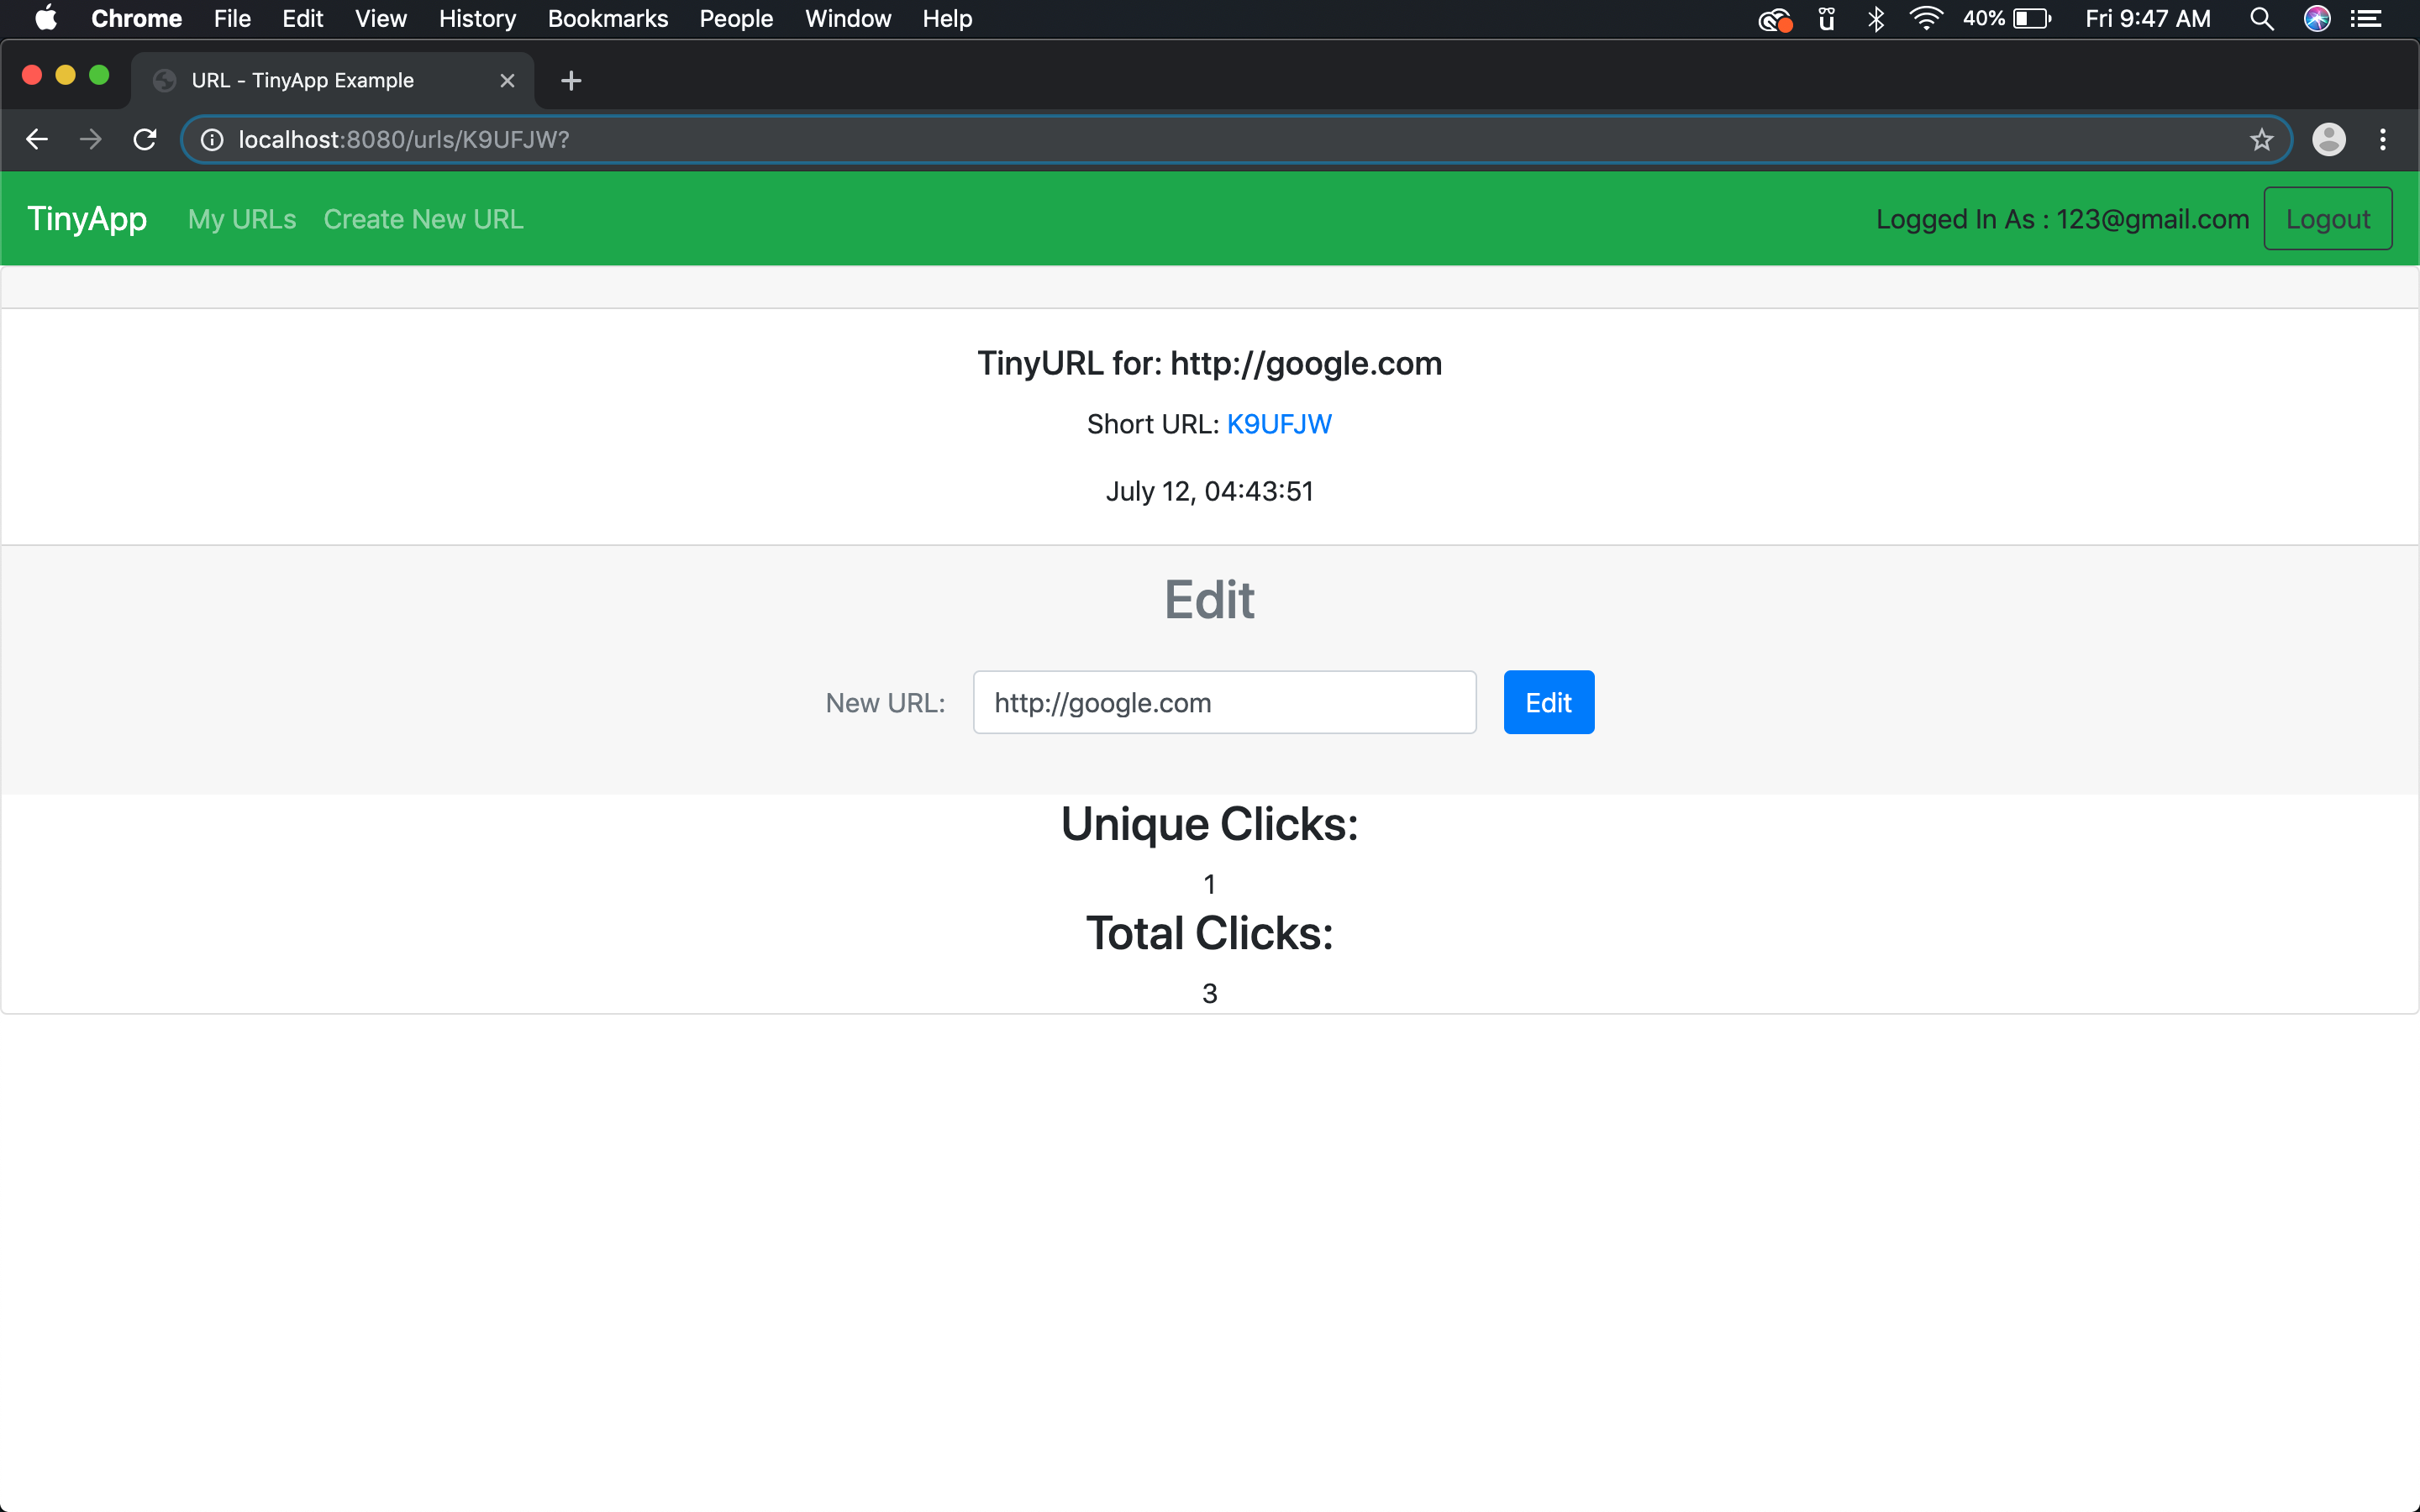 Chrome File Edit View History Bookmarks People Window Help 40% Fri 9:47 AM
URL - TinyApp Example
localhost:8080/urls/K9UFJW?
TinyApp My URLs Create New URL Logged In As : 123@gmail.com Logout
TinyURL for: http://google.com
Short URL: K9UFJW
July 12, 04:43:51
Edit
New URL: http://google.com Edit
Unique Clicks:
1
Total Clicks:
3